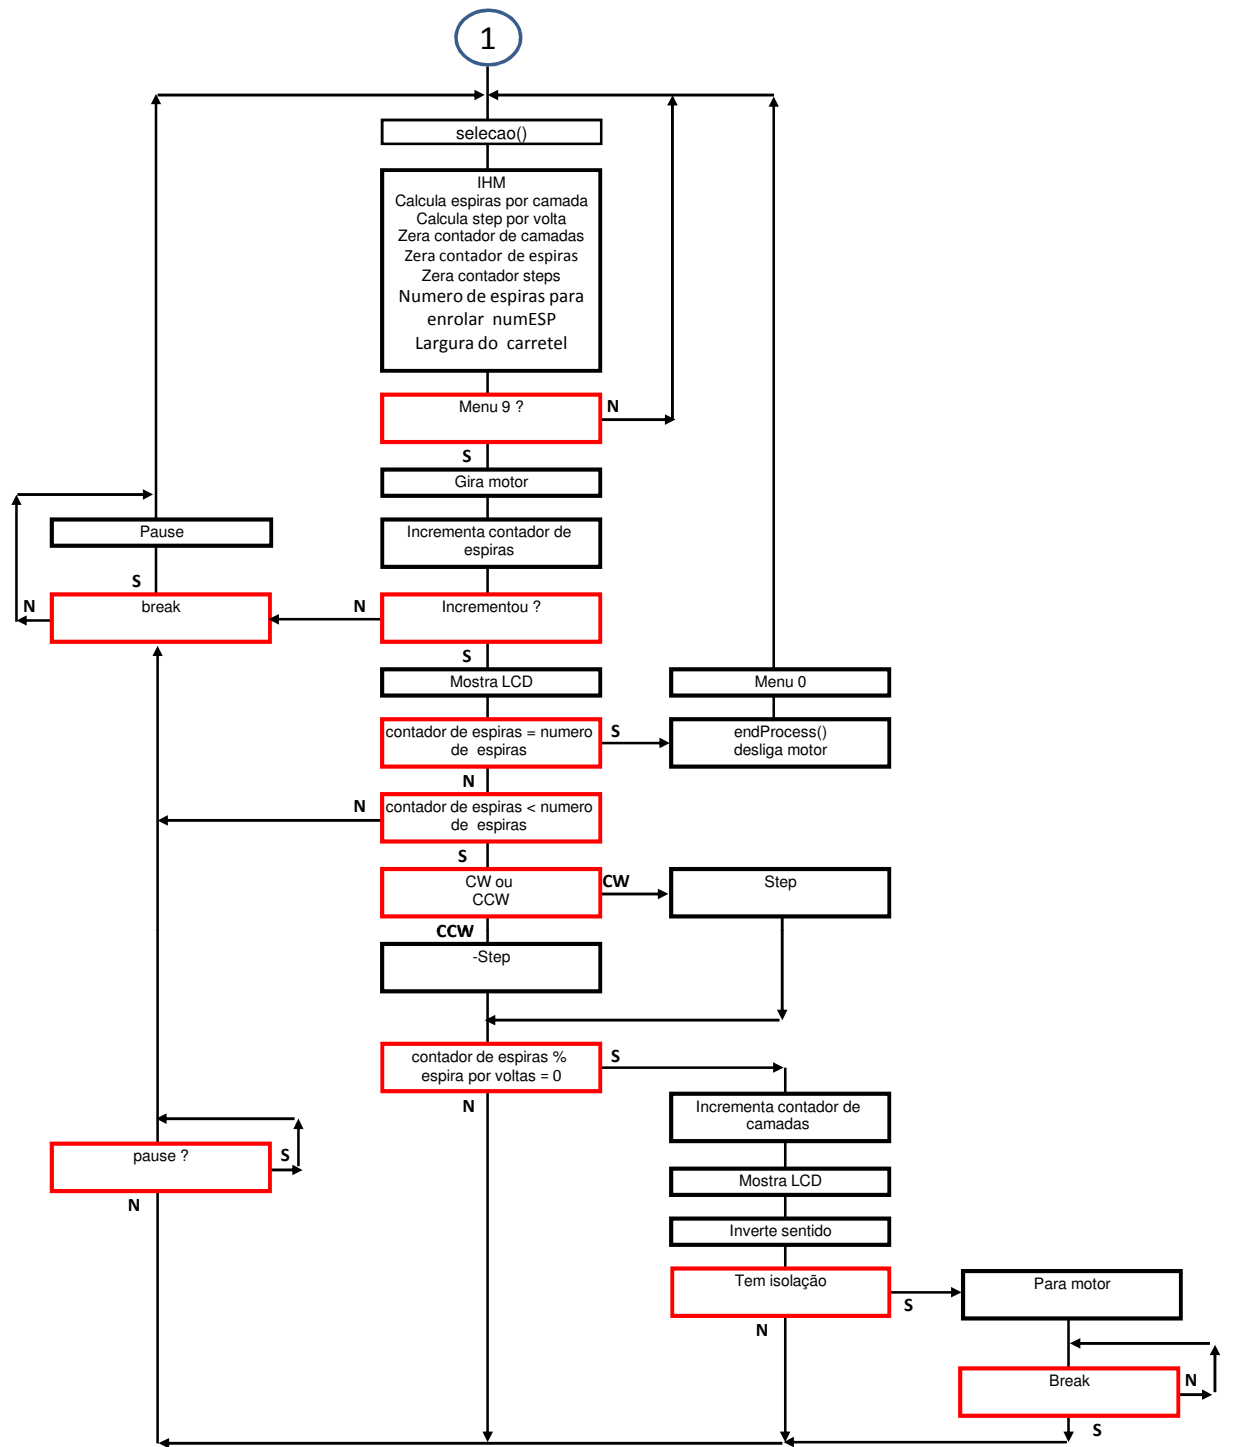 1
selecao()
IHM
Calcula espiras por camada
Calcula step por volta
Zera contador de camadas
Zera contador de espiras
Zera contador steps
Numero de espiras para
enrolar numESP
Largura do carretel
Menu 9 ?
N
S
Gira motor
Pause
Incrementa contador de
espiras
S
break
N
N
Incrementou ?
S
Mostra LCD
Menu 0
contador de espiras = numero
de espiras
S
endProcess()
desliga motor
N
N
contador de espiras < numero
de espiras
S
CW ou
CCW
CW
Step
CCW
-Step
contador de espiras %
espira por voltas = 0
S
N
Incrementa contador de
camadas
pause ?
S
N
Mostra LCD
Inverte sentido
Tem isolação
S
N
Para motor
Break
N
S